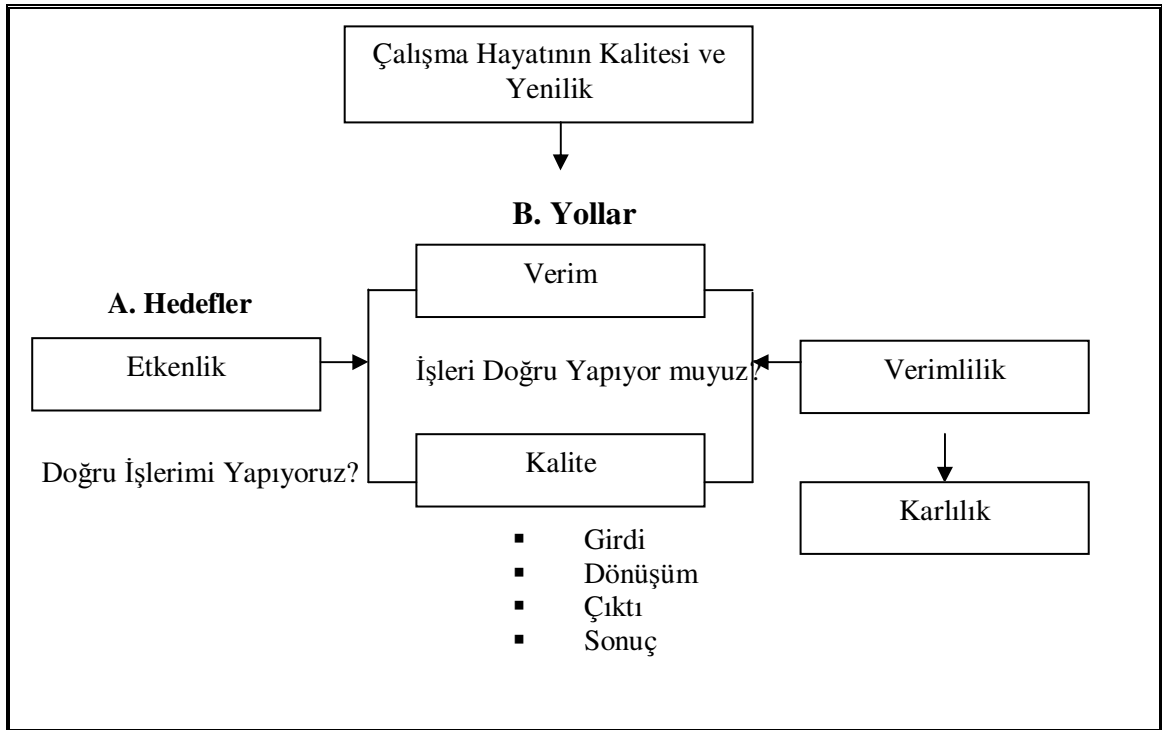 Çalışma Hayatının Kalitesi ve
Yenilik
B. Yollar
Verim
A. Hedefler
Etkenlik
İşleri Doğru Yapıyor muyuz?
Verimlilik
Doğru İşlerimi Yapıyoruz?
Kalite
Karlılık
▪ Girdi
▪ Dönüşüm
▪ Çıktı
▪ Sonuç